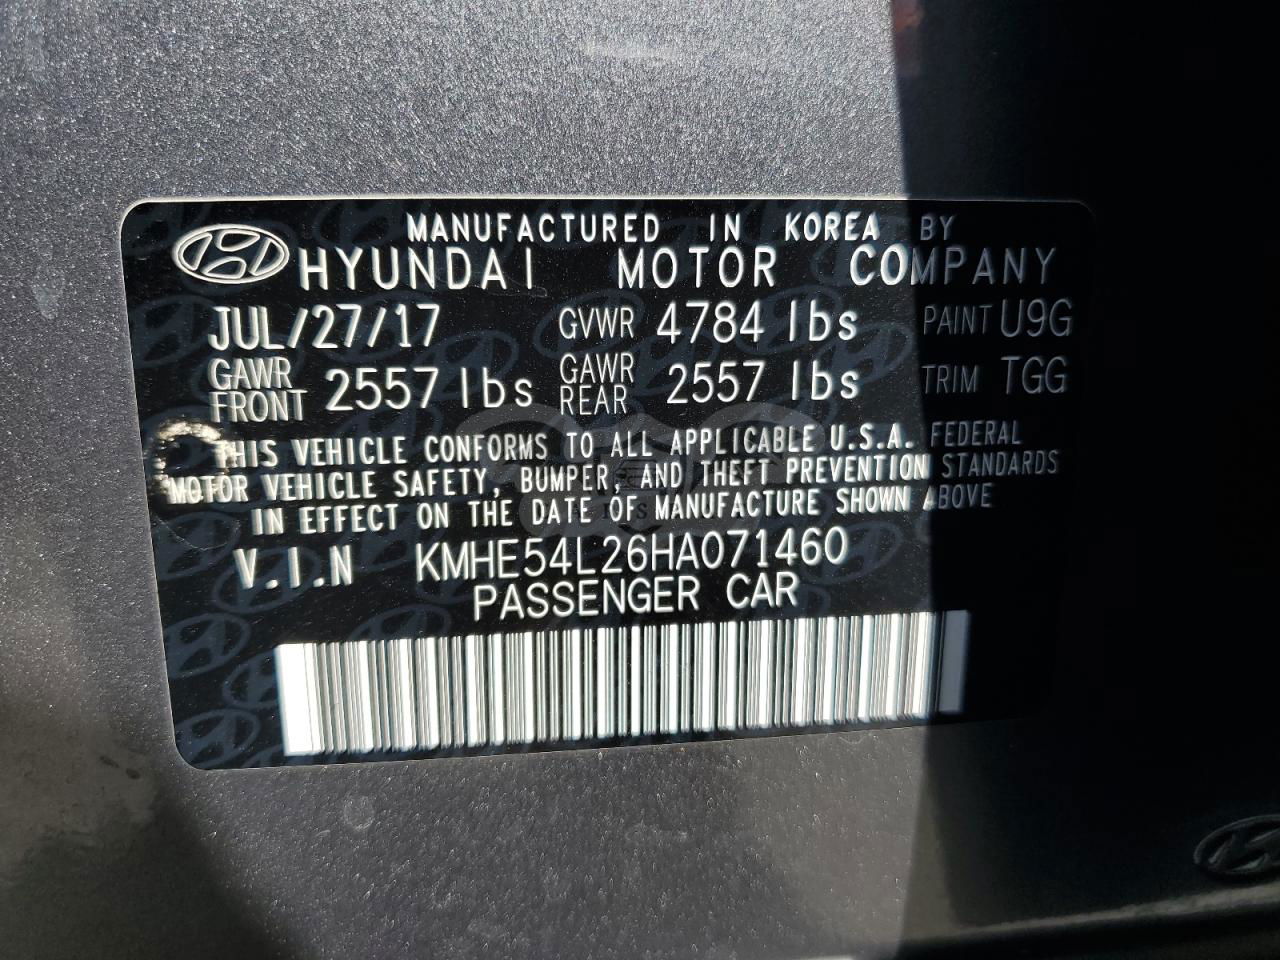 MANUFACTURED IN KOREA BY
HYUNDAI MOTOR COMPANY
JUL/27/17 GVWR 4784 lbs PAINT U9G
GAWR FRONT 2557 lbs GAWR REAR 2557 lbs TRIM TGG
THIS VEHICLE CONFORMS TO ALL APPLICABLE U.S.A. FEDERAL
MOTOR VEHICLE SAFETY, BUMPER, AND THEFT PREVENTION STANDARDS
IN EFFECT ON THE DATE OF MANUFACTURE SHOWN ABOVE
V.I.N KMHE54L26HA071460
PASSENGER CAR